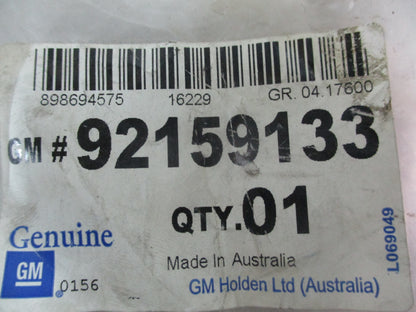 898694575 16229 GR. 04.17600
GM # 92159133
QTY.01
Genuine
GM
.0156
Made In Australia
GM Holden Ltd (Australia)
L069049